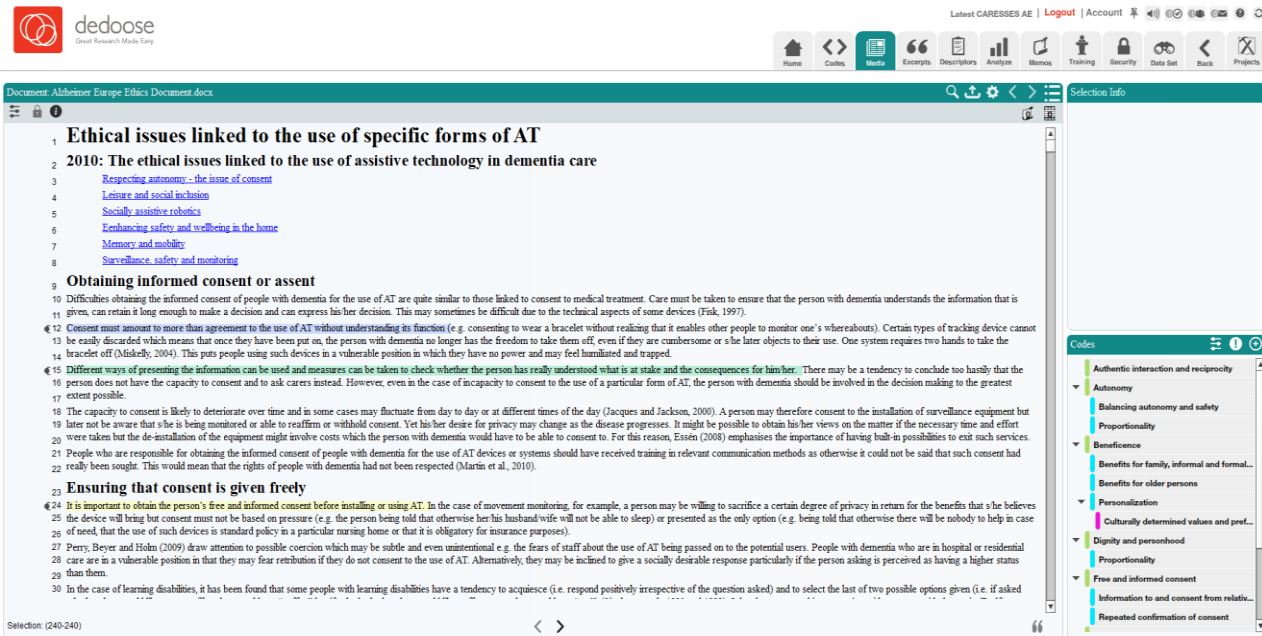 Latest CARESSES AE | Logout | Account
dedoose
Great Research Made Easy
Home Codes Media Excerpts Descriptors Analyze Memos Training Security Data Set Back Projects
Document: Alzheimer Europe Ethics Document.docx
1 Ethical issues linked to the use of specific forms of AT
2 2010: The ethical issues linked to the use of assistive technology in dementia care
3 Respecting autonomy - the issue of consent
4 Leisure and social inclusion
5 Socially assistive robotics
6 Eenhancing safety and wellbeing in the home
7 Memory and mobility
8 Surveillance, safety and monitoring
9 Obtaining informed consent or assent
10 Difficulties obtaining the informed consent of people with dementia for the use of AT are quite similar to those linked to consent to medical treatment. Care must be taken to ensure that the person with dementia understands the information that is
11 given, can retain it long enough to make a decision and can express his/her decision. This may sometimes be difficult due to the technical aspects of some devices (Fisk, 1997).
12 Consent must amount to more than agreement to the use of AT without understanding its function (e.g. consenting to wear a bracelet without realizing that it enables other people to monitor one's whereabouts). Certain types of tracking device cannot
13 be easily discarded which means that once they have been put on, the person with dementia no longer has the freedom to take them off, even if they are cumbersome or s/he later objects to their use. One system requires two hands to take the
14 bracelet off (Miskelly, 2004). This puts people using such devices in a vulnerable position in which they have no power and may feel humiliated and trapped.
15 Different ways of presenting the information can be used and measures can be taken to check whether the person has really understood what is at stake and the consequences for him/her. There may be a tendency to conclude too hastily that the
16 person does not have the capacity to consent and to ask carers instead. However, even in the case of incapacity to consent to the use of a particular form of AT, the person with dementia should be involved in the decision making to the greatest
17 extent possible.
18 The capacity to consent is likely to deteriorate over time and in some cases may fluctuate from day to day or at different times of the day (Jacques and Jackson, 2000). A person may therefore consent to the installation of surveillance equipment but
19 later not be aware that s/he is being monitored or able to reaffirm or withhold consent. Yet his/her desire for privacy may change as the disease progresses. It might be possible to obtain his/her views on the matter if the necessary time and effort
20 were taken but the de-installation of the equipment might involve costs which the person with dementia would have to be able to consent to. For this reason, Essén (2008) emphasises the importance of having built-in possibilities to exit such services.
21 People who are responsible for obtaining the informed consent of people with dementia for the use of AT devices or systems should have received training in relevant communication methods as otherwise it could not be said that such consent had
22 really been sought. This would mean that the rights of people with dementia had not been respected (Martin et al., 2010).
23 Ensuring that consent is given freely
24 It is important to obtain the person's free and informed consent before installing or using AT. In the case of movement monitoring, for example, a person may be willing to sacrifice a certain degree of privacy in return for the benefits that s/he believes
25 the device will bring but consent must not be based on pressure (e.g. the person being told that otherwise her/his husband/wife will not be able to sleep) or presented as the only option (e.g. being told that otherwise there will be nobody to help in case
26 of need, that the use of such devices is standard policy in a particular nursing home or that it is obligatory for insurance purposes).
27 Perry, Beyer and Holm (2009) draw attention to possible coercion which may be subtle and even unintentional e.g. the fears of staff about the use of AT being passed on to the potential users. People with dementia who are in hospital or residential
28 care are in a vulnerable position in that they may fear retribution if they do not consent to the use of AT. Alternatively, they may be inclined to give a socially desirable response particularly if the person asking is perceived as having a higher status
29 than them.
30 In the case of learning disabilities, it has been found that some people with learning disabilities have a tendency to acquiesce (i.e. respond positively irrespective of the question asked) and to select the last of two possible options given (i.e. if asked
Selection: (240-240)
Selection Info
Codes
Authentic interaction and reciprocity
Autonomy
Balancing autonomy and safety
Proportionality
Beneficence
Benefits for family, informal and formal...
Benefits for older persons
Personalization
Culturally determined values and pref...
Dignity and personhood
Proportionality
Free and informed consent
Information to and consent from relativ...
Repeated confirmation of consent